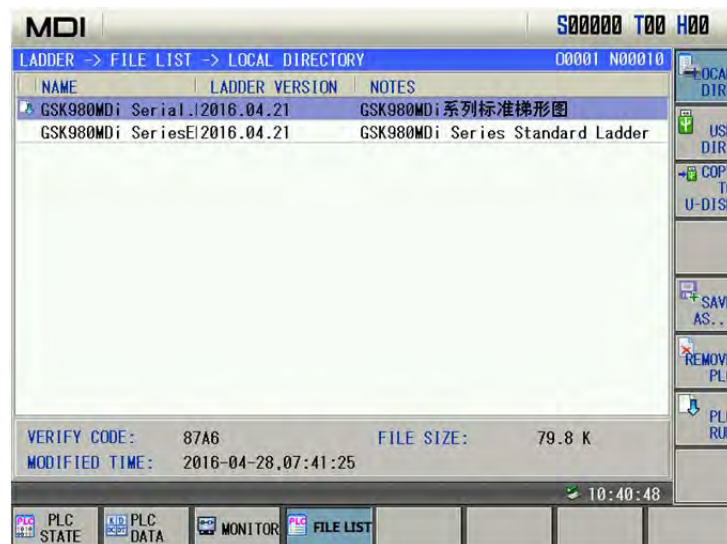 MDI S00000 T00 H00
LADDER -> FILE LIST -> LOCAL DIRECTORY O0001 N00010
NAME LADDER VERSION NOTES
GSK980MDi Serial. 2016.04.21 GSK980MDi系列标准梯形图
GSK980MDi SeriesE 2016.04.21 GSK980MDi Series Standard Ladder
LOCA
DIR
US
DIR
COP
T
U-DIS
SAV
AS..
REMOV
PL
PL
RU
VERIFY CODE: 87A6 FILE SIZE: 79.8 K
MODIFIED TIME: 2016-04-28,07:41:25
10:40:48
PLC STATE
PLC DATA
MONITOR
FILE LIST